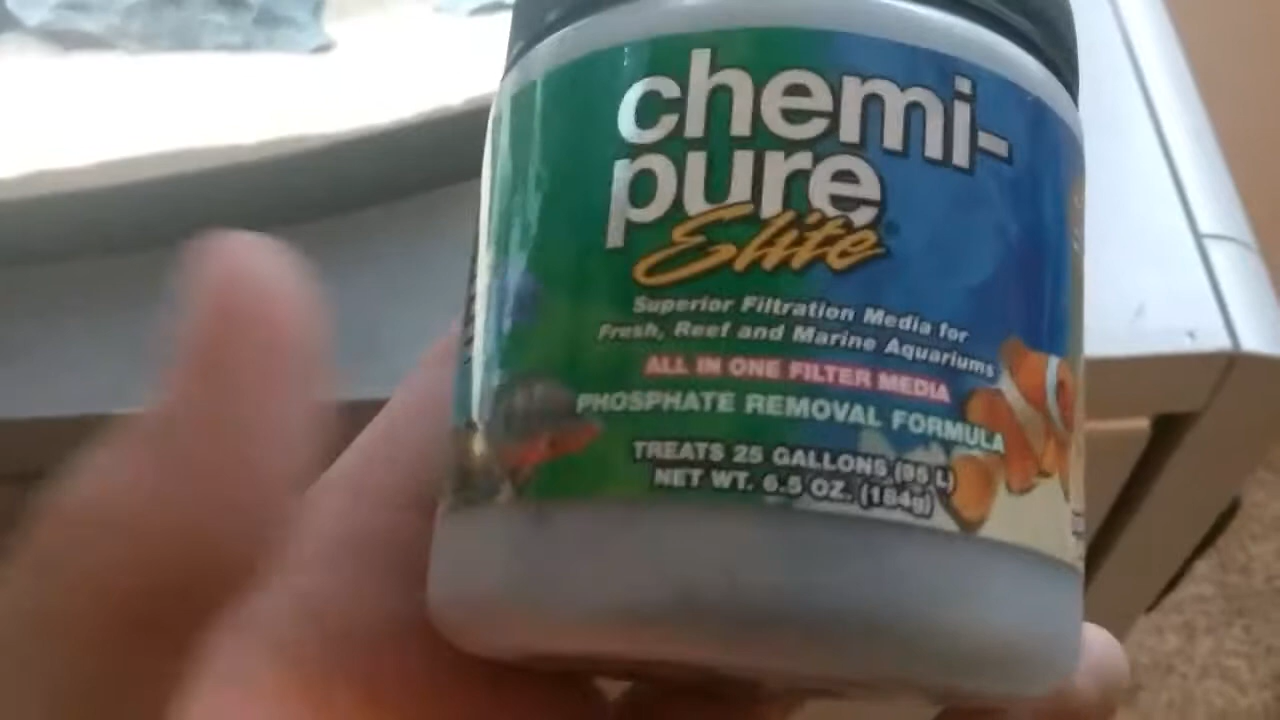 chemi-
pure
Elite
Superior Filtration Media for
Fresh, Reef and Marine Aquariums
ALL IN ONE FILTER MEDIA
PHOSPHATE REMOVAL FORMULA
TREATS 25 GALLONS (95 L)
NET WT. 6.5 OZ. (184g)